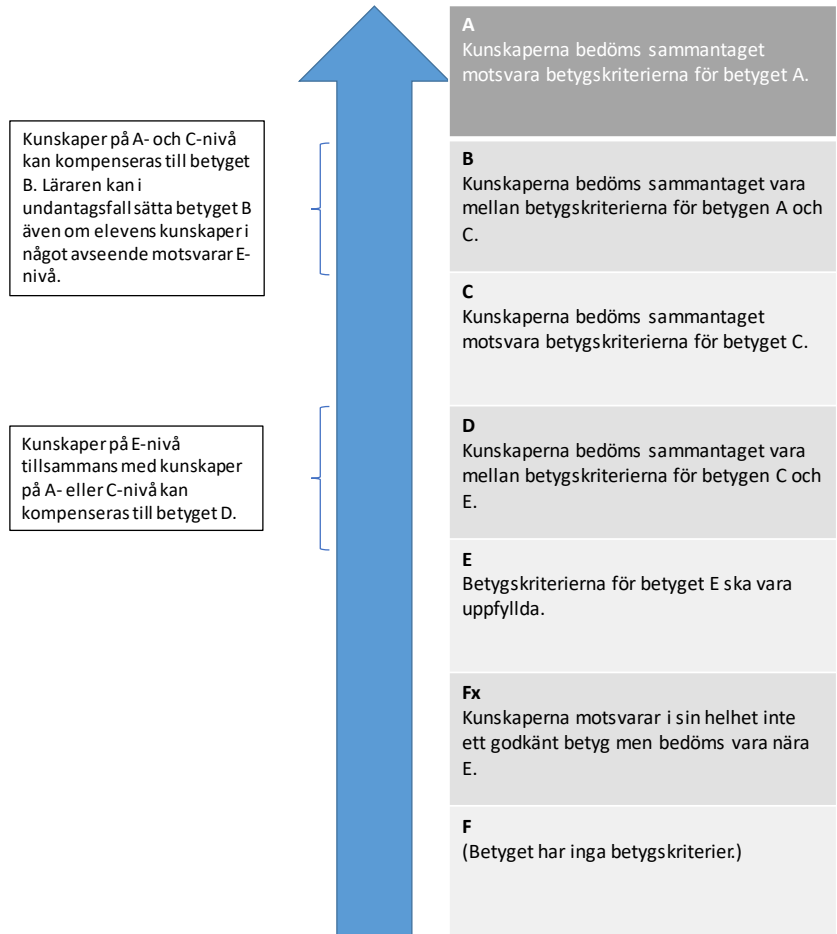 A
Kunskaperna bedöms sammantaget
motsvara betygskriterierna för betyget A.
Kunskaper på A- och C-nivå
kan kompenseras till betyget
B. Läraren kan i
undantagsfall sätta betyget B
även om elevens kunskaper i
något avseende motsvarar E-
nivå.
B
Kunskaperna bedöms sammantaget vara
mellan betygskriterierna för betygen A och
C.
C
Kunskaperna bedöms sammantaget
motsvara betygskriterierna för betyget C.
Kunskaper på E-nivå
tillsammans med kunskaper
på A- eller C-nivå kan
kompenseras till betyget D.
D
Kunskaperna bedöms sammantaget vara
mellan betygskriterierna för betygen C och
E.
E
Betygskriterierna för betyget E ska vara
uppfyllda.
Fx
Kunskaperna motsvarar i sin helhet inte
ett godkänt betyg men bedöms vara nära
E.
F
(Betyget har inga betygskriterier.)